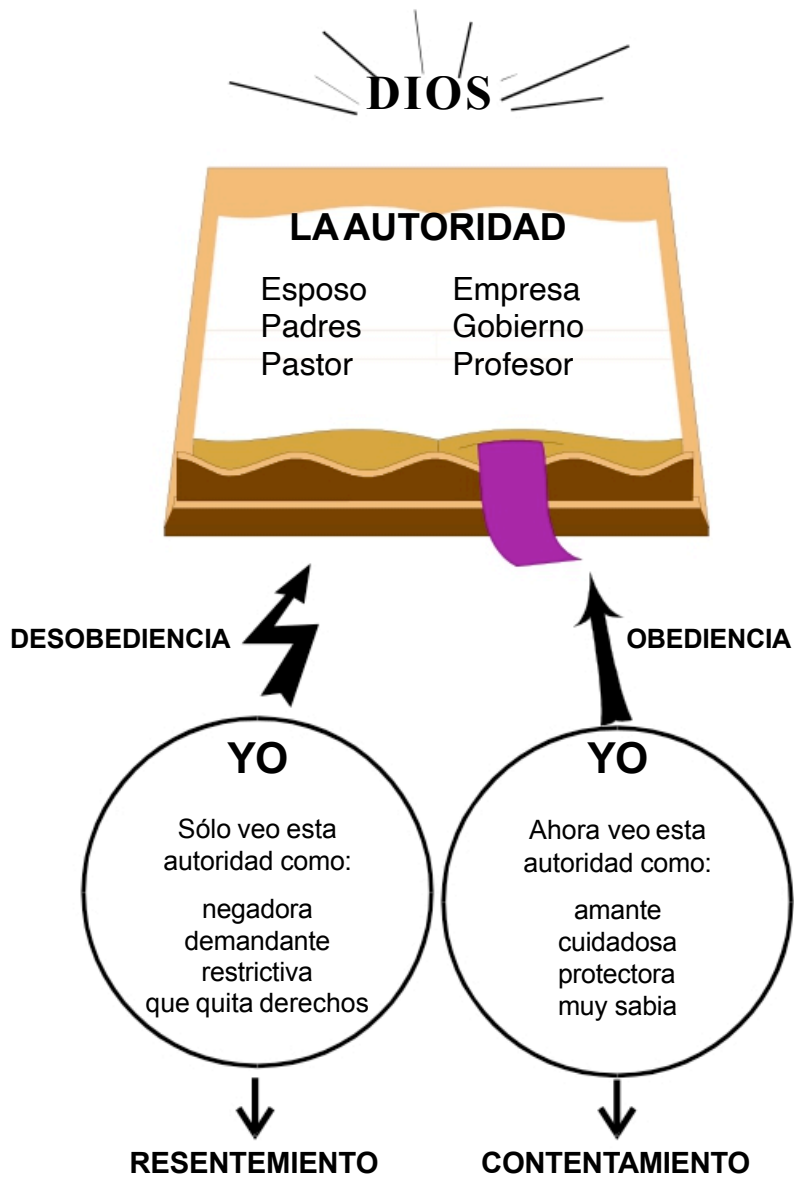 DIOS
LA AUTORIDAD
Esposo
Padres
Pastor
Empresa
Gobierno
Profesor
DESOBEDIENCIA
OBEDIENCIA
YO
Sólo veo esta
autoridad como:
negadora
demandante
restrictiva
que quita derechos
RESENTEMIENTO
YO
Ahora veo esta
autoridad como:
amante
cuidadosa
protectora
muy sabia
CONTENTAMIENTO